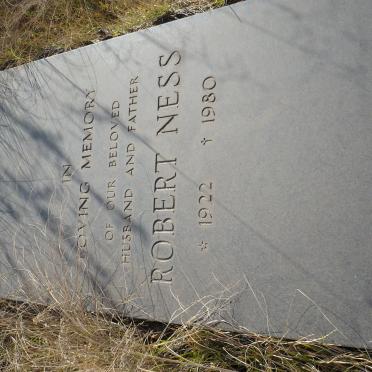 IN
LOVING MEMORY
OF OUR BELOVED
HUSBAND AND FATHER
ROBERT NESS
* 1922 † 1980